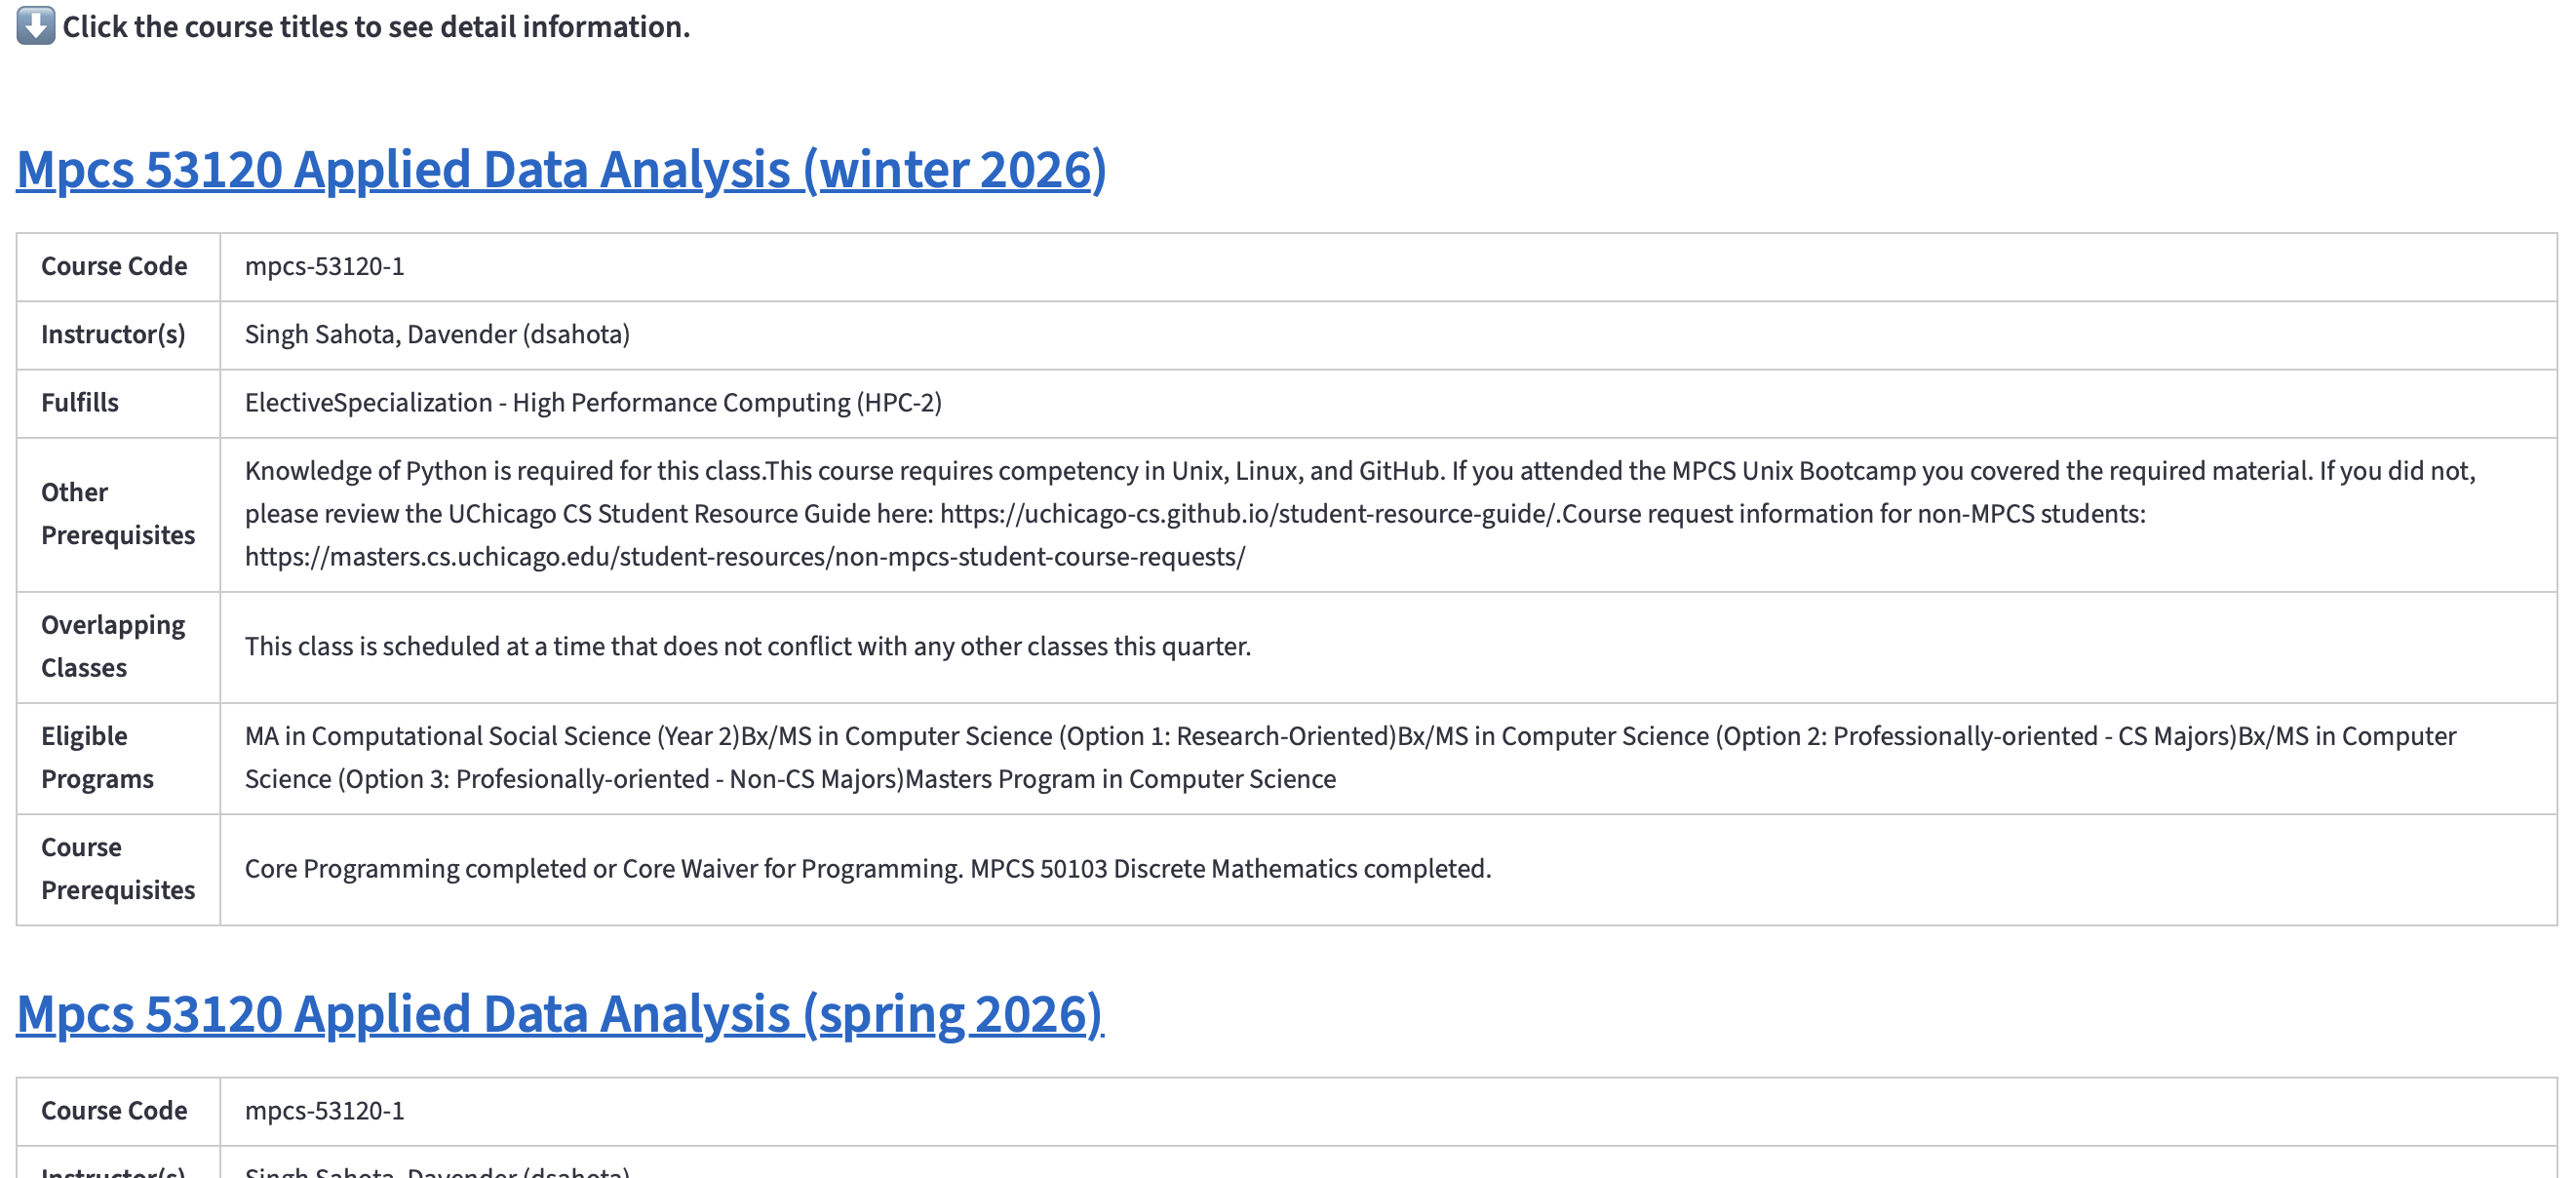 ⬇️ Click the course titles to see detail information.
Mpcs 53120 Applied Data Analysis (winter 2026)
Course Code mpcs-53120-1
Instructor(s) Singh Sahota, Davender (dsahota)
Fulfills ElectiveSpecialization - High Performance Computing (HPC-2)
Other
Prerequisites
Knowledge of Python is required for this class.This course requires competency in Unix, Linux, and GitHub. If you attended the MPCS Unix Bootcamp you covered the required material. If you did not,
please review the UChicago CS Student Resource Guide here: https://uchicago-cs.github.io/student-resource-guide/.Course request information for non-MPCS students:
https://masters.cs.uchicago.edu/student-resources/non-mpcs-student-course-requests/
Overlapping
Classes
This class is scheduled at a time that does not conflict with any other classes this quarter.
Eligible
Programs
MA in Computational Social Science (Year 2)Bx/MS in Computer Science (Option 1: Research-Oriented)Bx/MS in Computer Science (Option 2: Professionally-oriented - CS Majors)Bx/MS in Computer
Science (Option 3: Profesionally-oriented - Non-CS Majors)Masters Program in Computer Science
Course
Prerequisites
Core Programming completed or Core Waiver for Programming. MPCS 50103 Discrete Mathematics completed.
Mpcs 53120 Applied Data Analysis (spring 2026)
Course Code mpcs-53120-1
Instructor(s) Singh Sahota, Davender (dsahota)